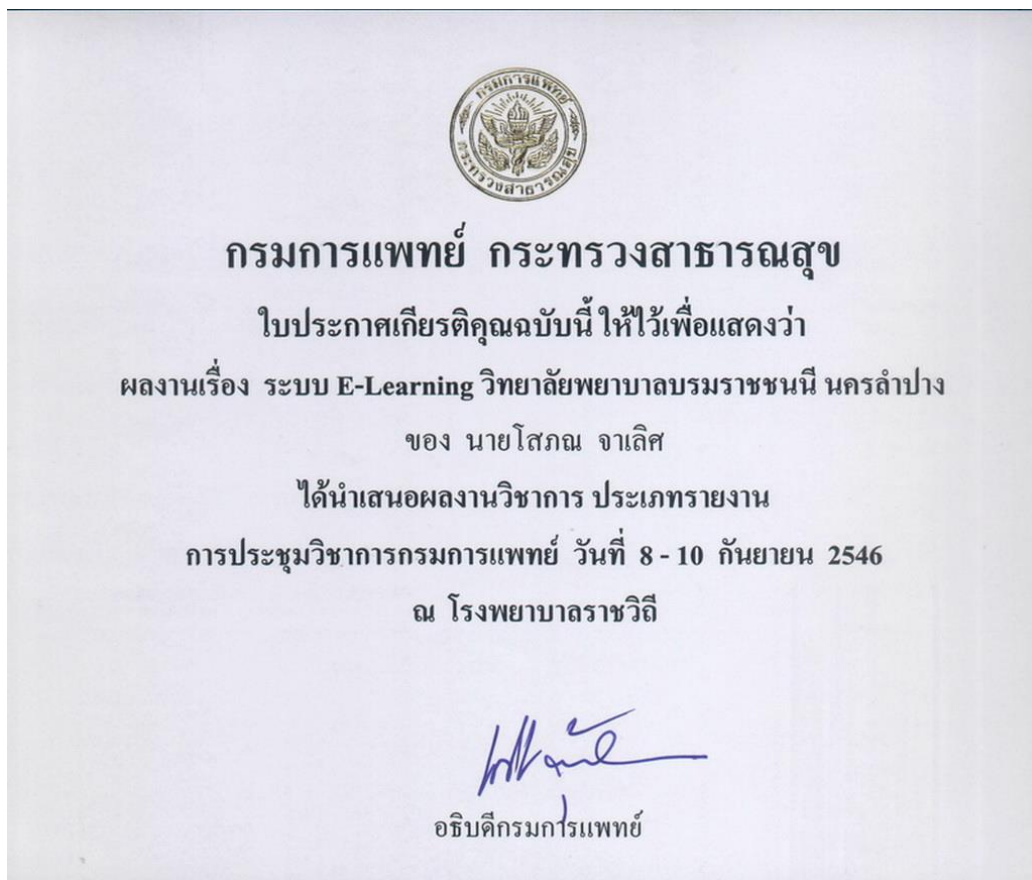 กรมการแพทย์
กระทรวงสาธารณสุข
กรมการแพทย์ กระทรวงสาธารณสุข
ใบประกาศเกียรติคุณฉบับนี้ ให้ไว้เพื่อแสดงว่า
ผลงานเรื่อง ระบบ E-Learning วิทยาลัยพยาบาลบรมราชชนนี นครลำปาง
ของ นายโสภณ จาเลิศ
ได้นำเสนอผลงานวิชาการ ประเภทรายงาน
การประชุมวิชาการกรมการแพทย์ วันที่ 8 - 10 กันยายน 2546
ณ โรงพยาบาลราชวิถี
อธิบดีกรมการแพทย์